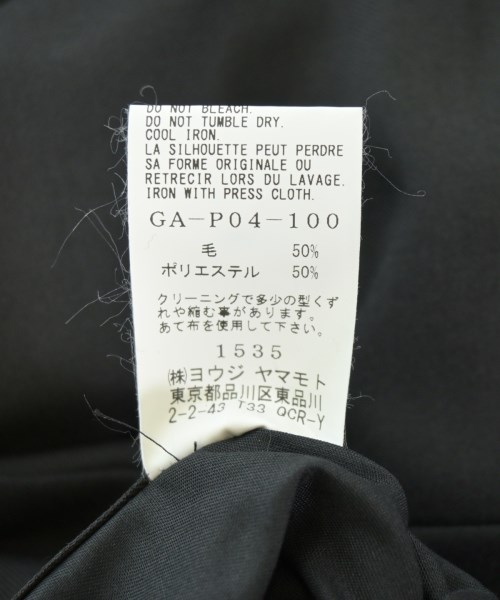 DO NOT BLEACH.
DO NOT TUMBLE DRY.
COOL IRON.
LA SILHOUETTE PEUT PERDRE
SA FORME ORIGINALE OU
RETRECIR LORS DU LAVAGE.
IRON WITH PRESS CLOTH.
GA-P04-100
毛 50%
ポリエステル 50%
クリーニングで多少の型くず
れや縮む事があります。
あて布を使用して下さい。
1535
㈱ヨウジ ヤマモト
東京都品川区東品川
2-2-43 T33 QCR-Y